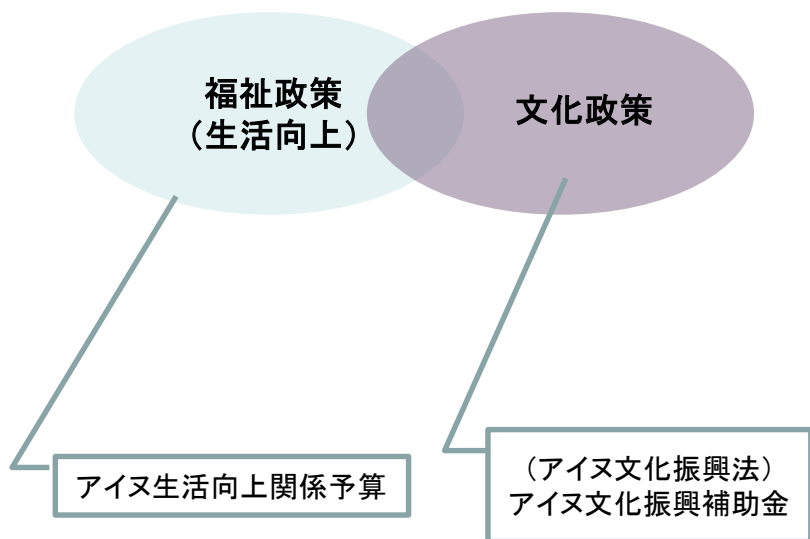 福祉政策
（生活向上）
文化政策
アイヌ生活向上関係予算
（アイヌ文化振興法）
アイヌ文化振興補助金